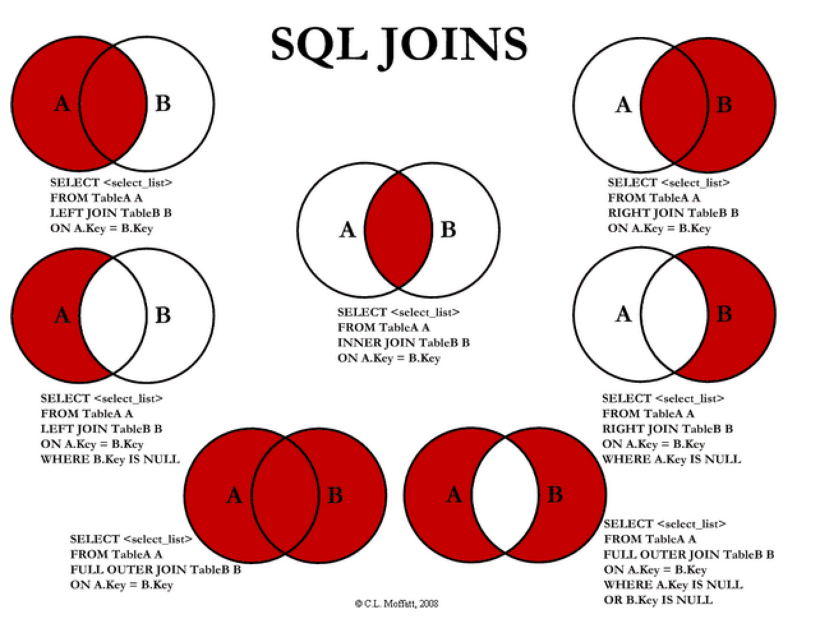 SQL JOINS
A B
SELECT <select_list>
FROM TableA A
LEFT JOIN TableB B
ON A.Key = B.Key
A B
SELECT <select_list>
FROM TableA A
RIGHT JOIN TableB B
ON A.Key = B.Key
A B
SELECT <select_list>
FROM TableA A
INNER JOIN TableB B
ON A.Key = B.Key
A B
SELECT <select_list>
FROM TableA A
LEFT JOIN TableB B
ON A.Key = B.Key
WHERE B.Key IS NULL
A B
SELECT <select_list>
FROM TableA A
RIGHT JOIN TableB B
ON A.Key = B.Key
WHERE A.Key IS NULL
A B
SELECT <select_list>
FROM TableA A
FULL OUTER JOIN TableB B
ON A.Key = B.Key
A B
SELECT <select_list>
FROM TableA A
FULL OUTER JOIN TableB B
ON A.Key = B.Key
WHERE A.Key IS NULL
OR B.Key IS NULL
© C.L. Moffatt, 2008